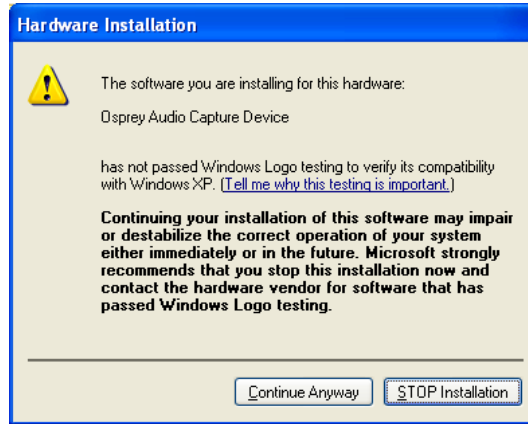 Hardware Installation
The software you are installing for this hardware:
Osprey Audio Capture Device
has not passed Windows Logo testing to verify its compatibility
with Windows XP. (Tell me why this testing is important.)
Continuing your installation of this software may impair
or destabilize the correct operation of your system
either immediately or in the future. Microsoft strongly
recommends that you stop this installation now and
contact the hardware vendor for software that has
passed Windows Logo testing.
Continue Anyway
STOP Installation